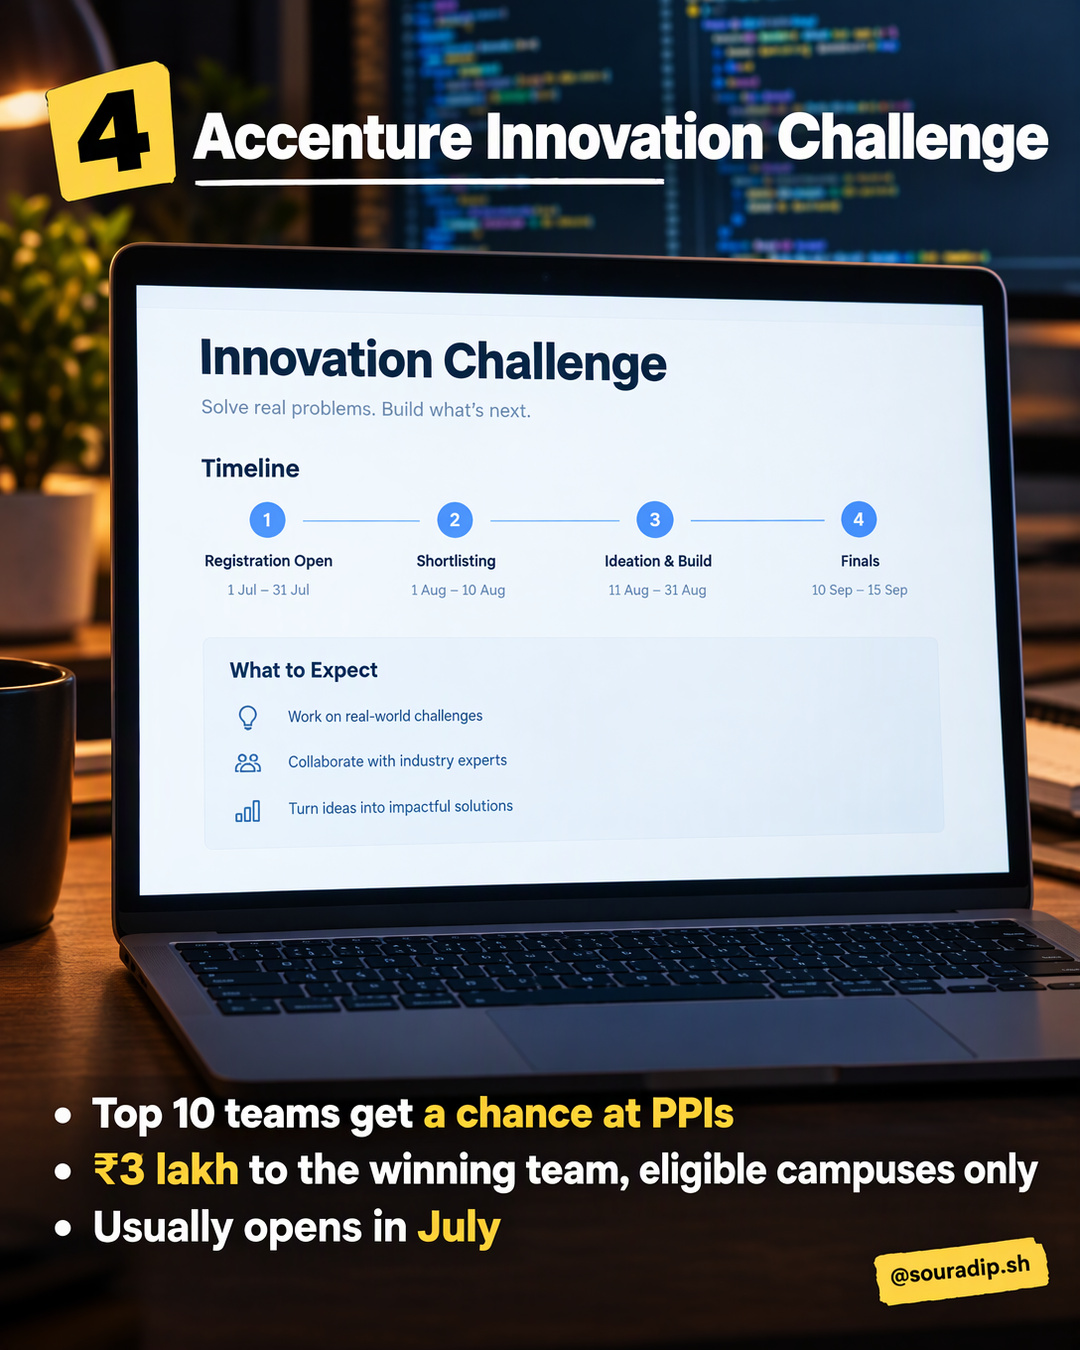 4
Accenture Innovation Challenge
Innovation Challenge
Solve real problems. Build what's next.
Timeline
1 2 3 4
Registration Open Shortlisting Ideation & Build Finals
1 Jul – 31 Jul 1 Aug – 10 Aug 11 Aug – 31 Aug 10 Sep – 15 Sep
What to Expect
Work on real-world challenges
Collaborate with industry experts
Turn ideas into impactful solutions
• Top 10 teams get a chance at PPIs
• ₹3 lakh to the winning team, eligible campuses only
• Usually opens in July
@souradip.sh